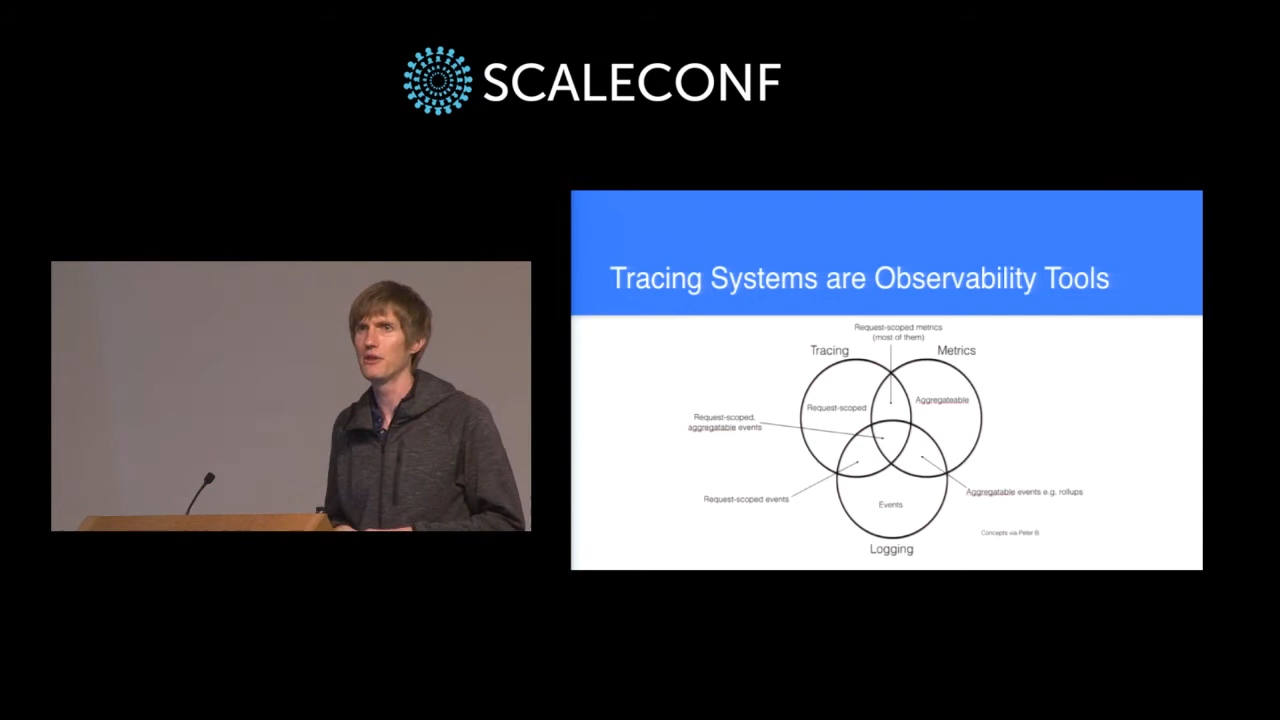 SCALECONF
Tracing Systems are Observability Tools
Request-scoped metrics
(most of them)
Tracing
Metrics
Request-scoped
Aggregateable
Request-scoped,
aggregatable events
Request-scoped events
Aggregatable events e.g. rollups
Events
Concepts via Peter B
Logging